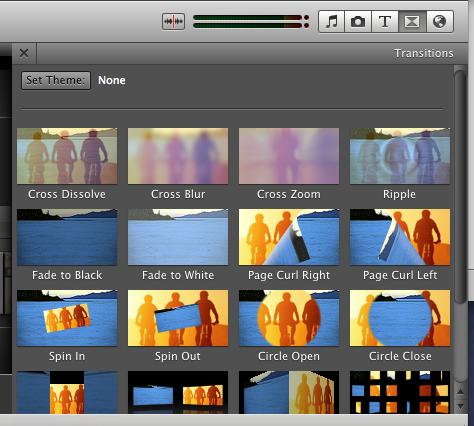 T
Transitions
Set Theme: None
Cross Dissolve
Cross Blur
Cross Zoom
Ripple
Fade to Black
Fade to White
Page Curl Right
Page Curl Left
Spin In
Spin Out
Circle Open
Circle Close